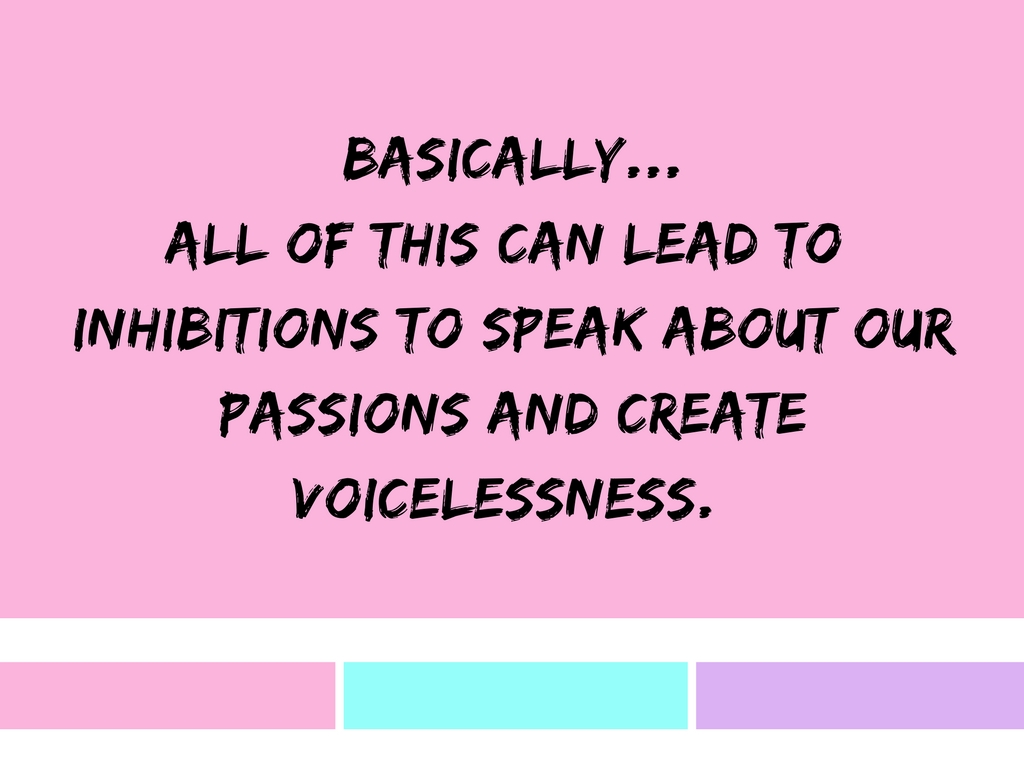 BASICALLY...
ALL OF THIS CAN LEAD TO
INHIBITIONS TO SPEAK ABOUT OUR
PASSIONS AND CREATE
VOICELESSNESS.